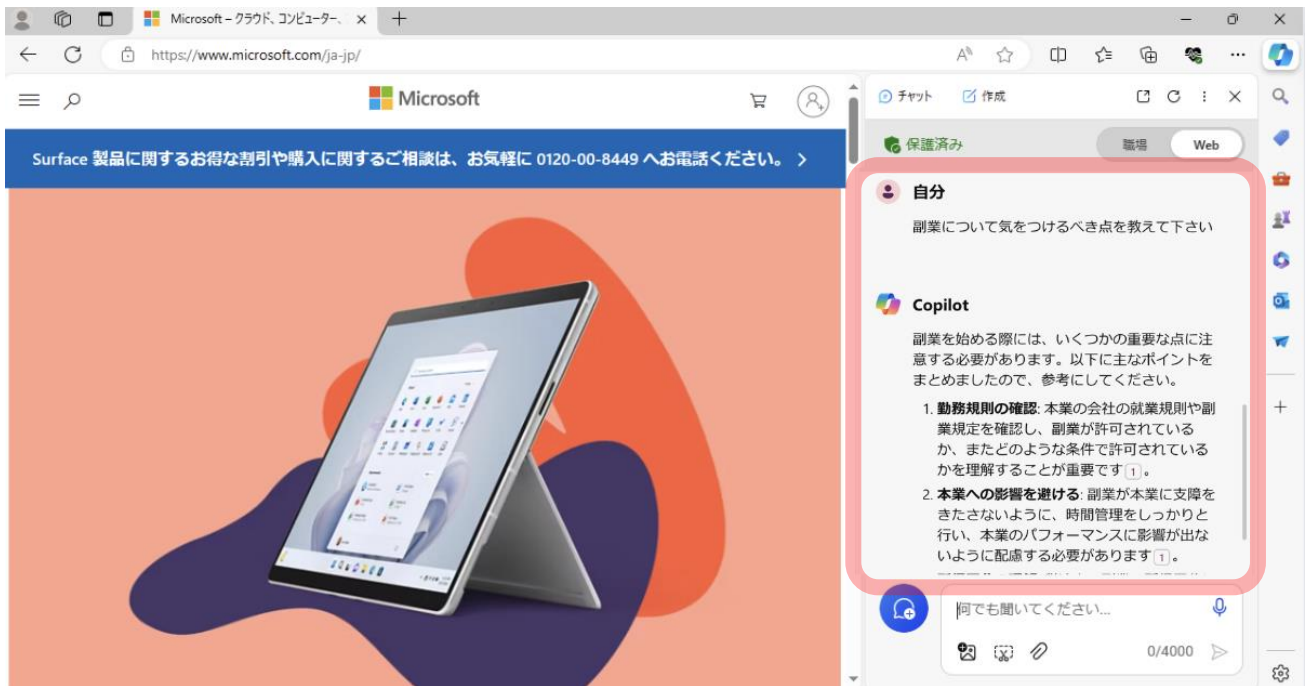 Microsoft – クラウド、コンピューター、
https://www.microsoft.com/ja-jp/
Microsoft
Surface 製品に関するお得な割引や購入に関するご相談は、お気軽に 0120-00-8449 へお電話ください。 >
チャット 作成
保護済み 職場 Web
自分
副業について気をつけるべき点を教えて下さい
Copilot
副業を始める際には、いくつかの重要な点に注
意する必要があります。以下に主なポイントを
まとめましたので、参考にしてください。
1. 勤務規則の確認: 本業の会社の就業規則や副
業規定を確認し、副業が許可されている
か、またどのような条件で許可されている
かを理解することが重要です 1 。
2. 本業への影響を避ける: 副業が本業に支障を
きたさないように、時間管理をしっかりと
行い、本業のパフォーマンスに影響が出な
いように配慮する必要があります 1 。
何でも聞いてください...
0/4000